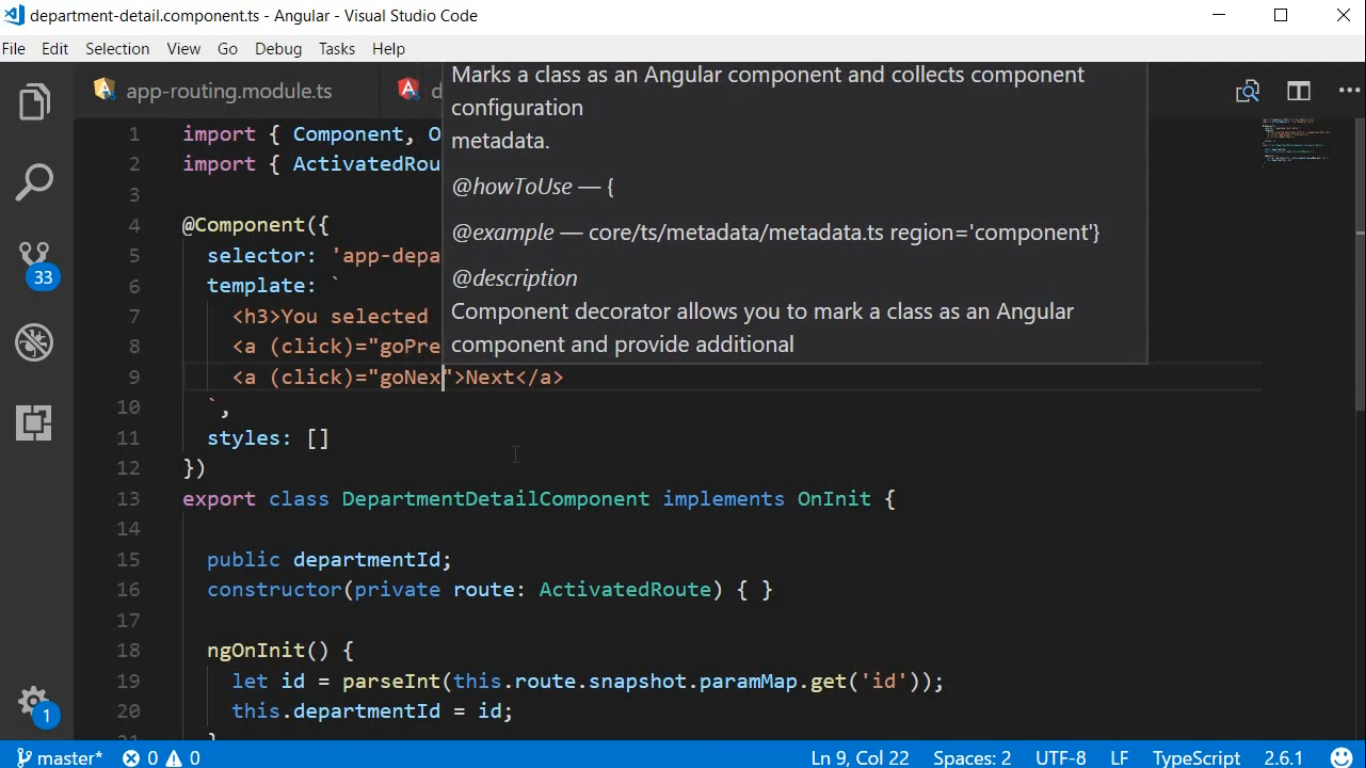 department-detail.component.ts - Angular - Visual Studio Code
File Edit Selection View Go Debug Tasks Help
app-routing.module.ts d
Marks a class as an Angular component and collects component
configuration
metadata.
@howToUse — {
@example — core/ts/metadata/metadata.ts region='component'}
@description
Component decorator allows you to mark a class as an Angular
component and provide additional
1 import { Component, O
2 import { ActivatedRou
3
4 @Component({
5 selector: 'app-depa
6 template: `
7 <h3>You selected
8 <a (click)="goPre
9 <a (click)="goNex">Next</a>
10 `,
11 styles: []
12 })
13 export class DepartmentDetailComponent implements OnInit {
14
15 public departmentId;
16 constructor(private route: ActivatedRoute) { }
17
18 ngOnInit() {
19 let id = parseInt(this.route.snapshot.paramMap.get('id'));
20 this.departmentId = id;
21 }
33
1
master* 0 0 Ln 9, Col 22 Spaces: 2 UTF-8 LF TypeScript 2.6.1